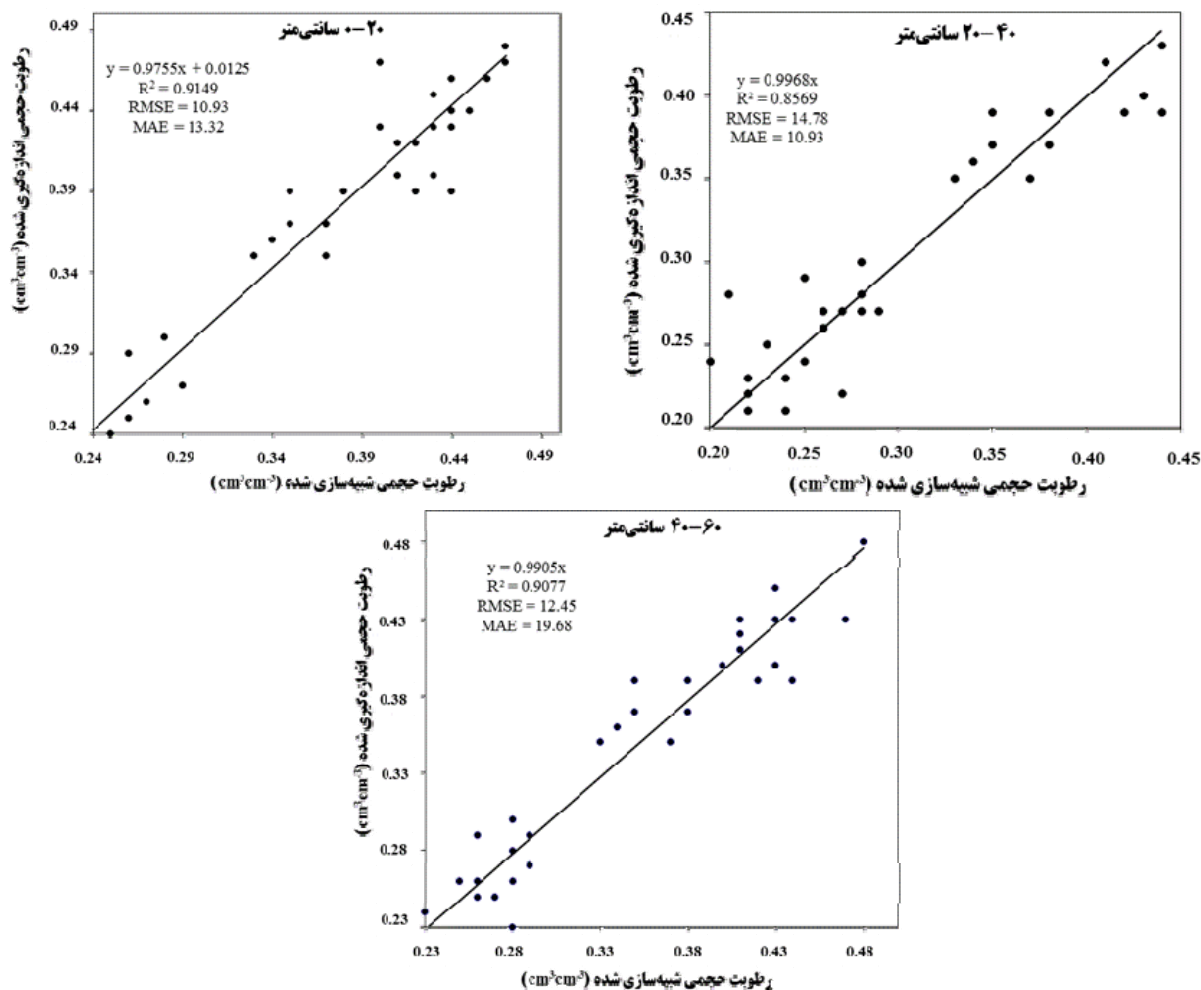 ۰-۲۰ سانتی‌متر
y = 0.9755x + 0.0125
R² = 0.9149
RMSE = 10.93
MAE = 13.32
رطوبت حجمی اندازه‌گیری شده (cm³cm⁻³)
0.49
0.44
0.39
0.34
0.29
0.24
0.24 0.29 0.34 0.39 0.44 0.49
رطوبت حجمی شبیه‌سازی شده (cm³cm⁻³)
۲۰-۴۰ سانتی‌متر
y = 0.9968x
R² = 0.8569
RMSE = 14.78
MAE = 10.93
رطوبت حجمی اندازه‌گیری شده (cm³cm⁻³)
0.45
0.40
0.35
0.30
0.25
0.20
0.20 0.25 0.30 0.35 0.40 0.45
رطوبت حجمی شبیه‌سازی شده (cm³cm⁻³)
۴۰-۶۰ سانتی‌متر
y = 0.9905x
R² = 0.9077
RMSE = 12.45
MAE = 19.68
رطوبت حجمی اندازه‌گیری شده (cm³cm⁻³)
0.48
0.43
0.38
0.33
0.28
0.23
0.23 0.28 0.33 0.38 0.43 0.48
رطوبت حجمی شبیه‌سازی شده (cm³cm⁻³)